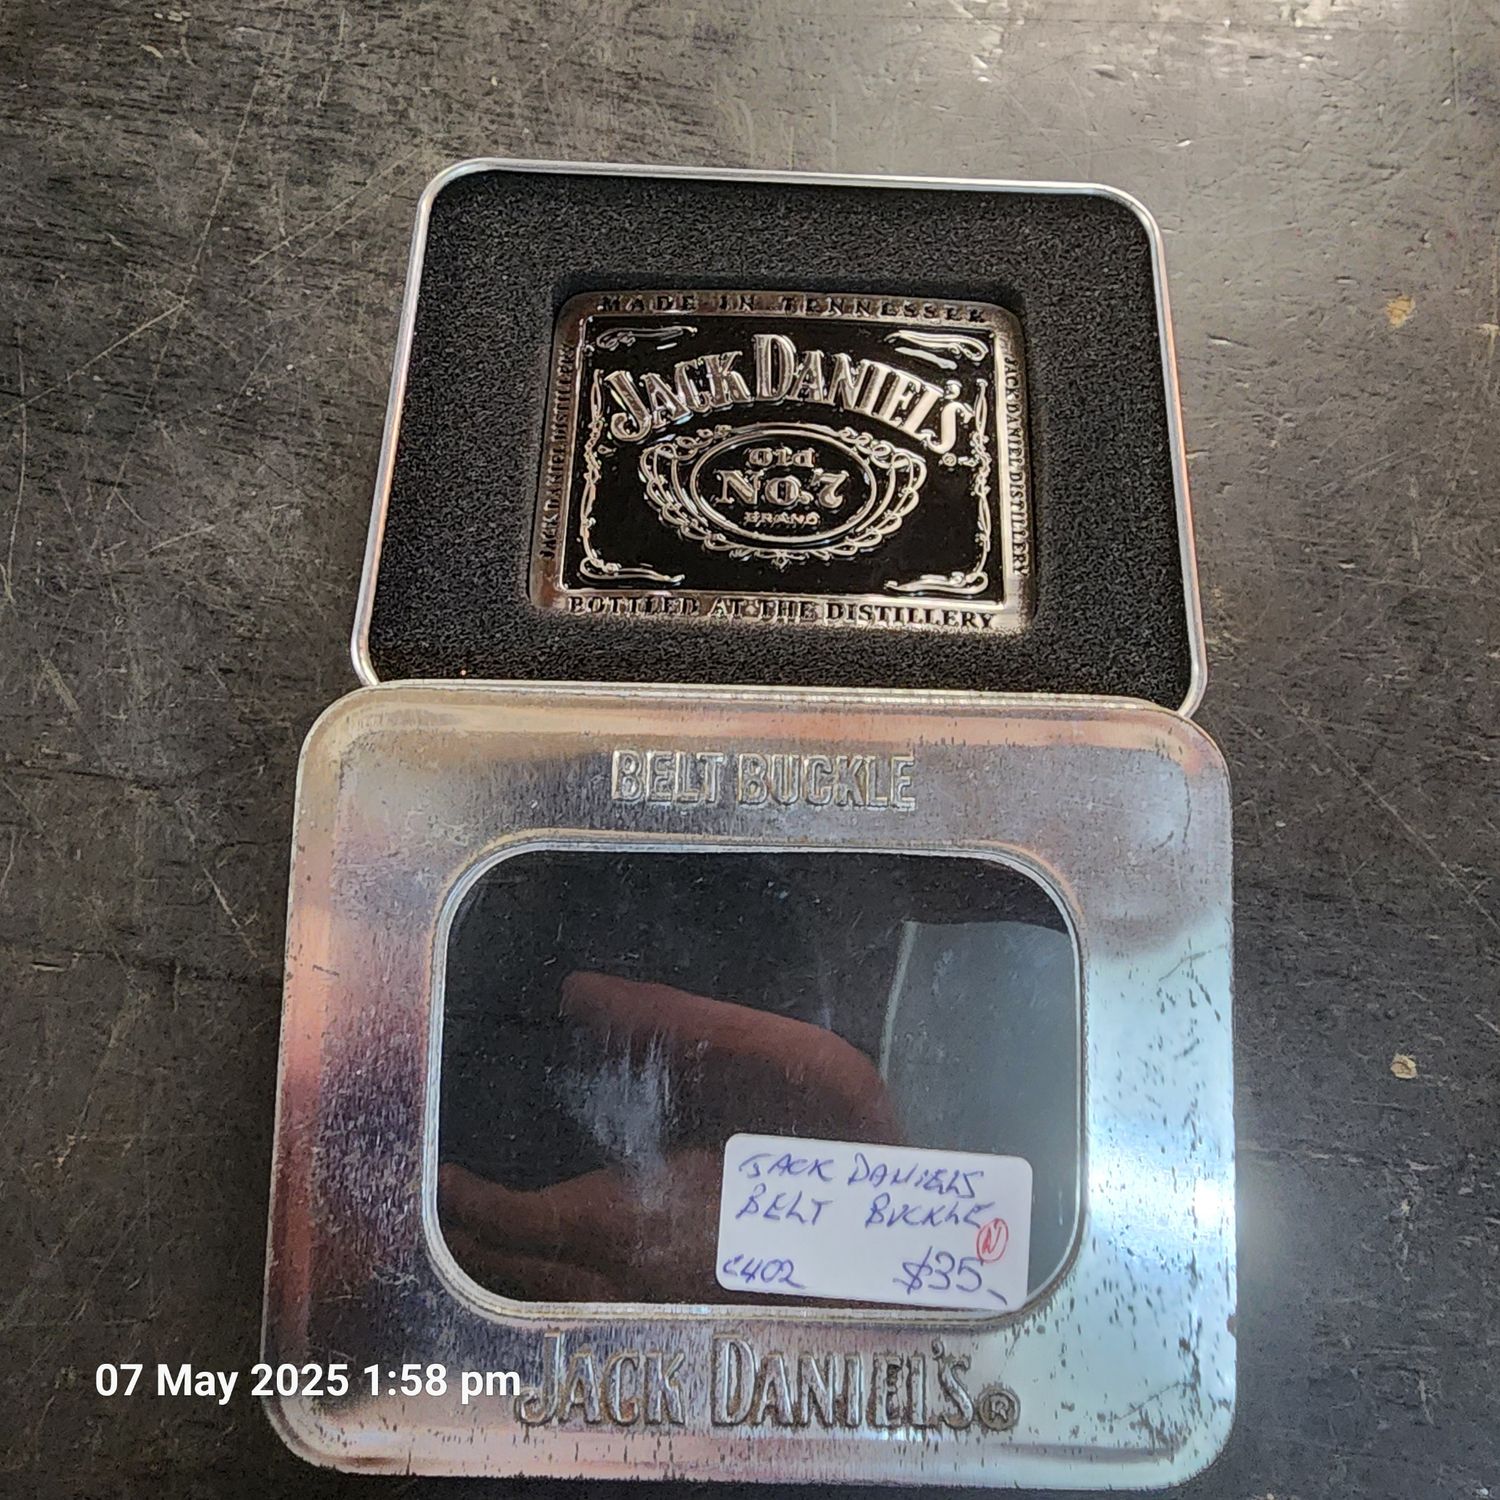 MADE IN TENNESSEE
JACK DANIEL'S
Old
No. 7
BRAND
JACK DANIEL DISTILLERY
JACK DANIEL DISTILLERY
BOTTLED AT THE DISTILLERY
BELT BUCKLE
JACK DANIELS
BELT BUCKLE
N
C402 $35
JACK DANIEL'S®
07 May 2025 1:58 pm